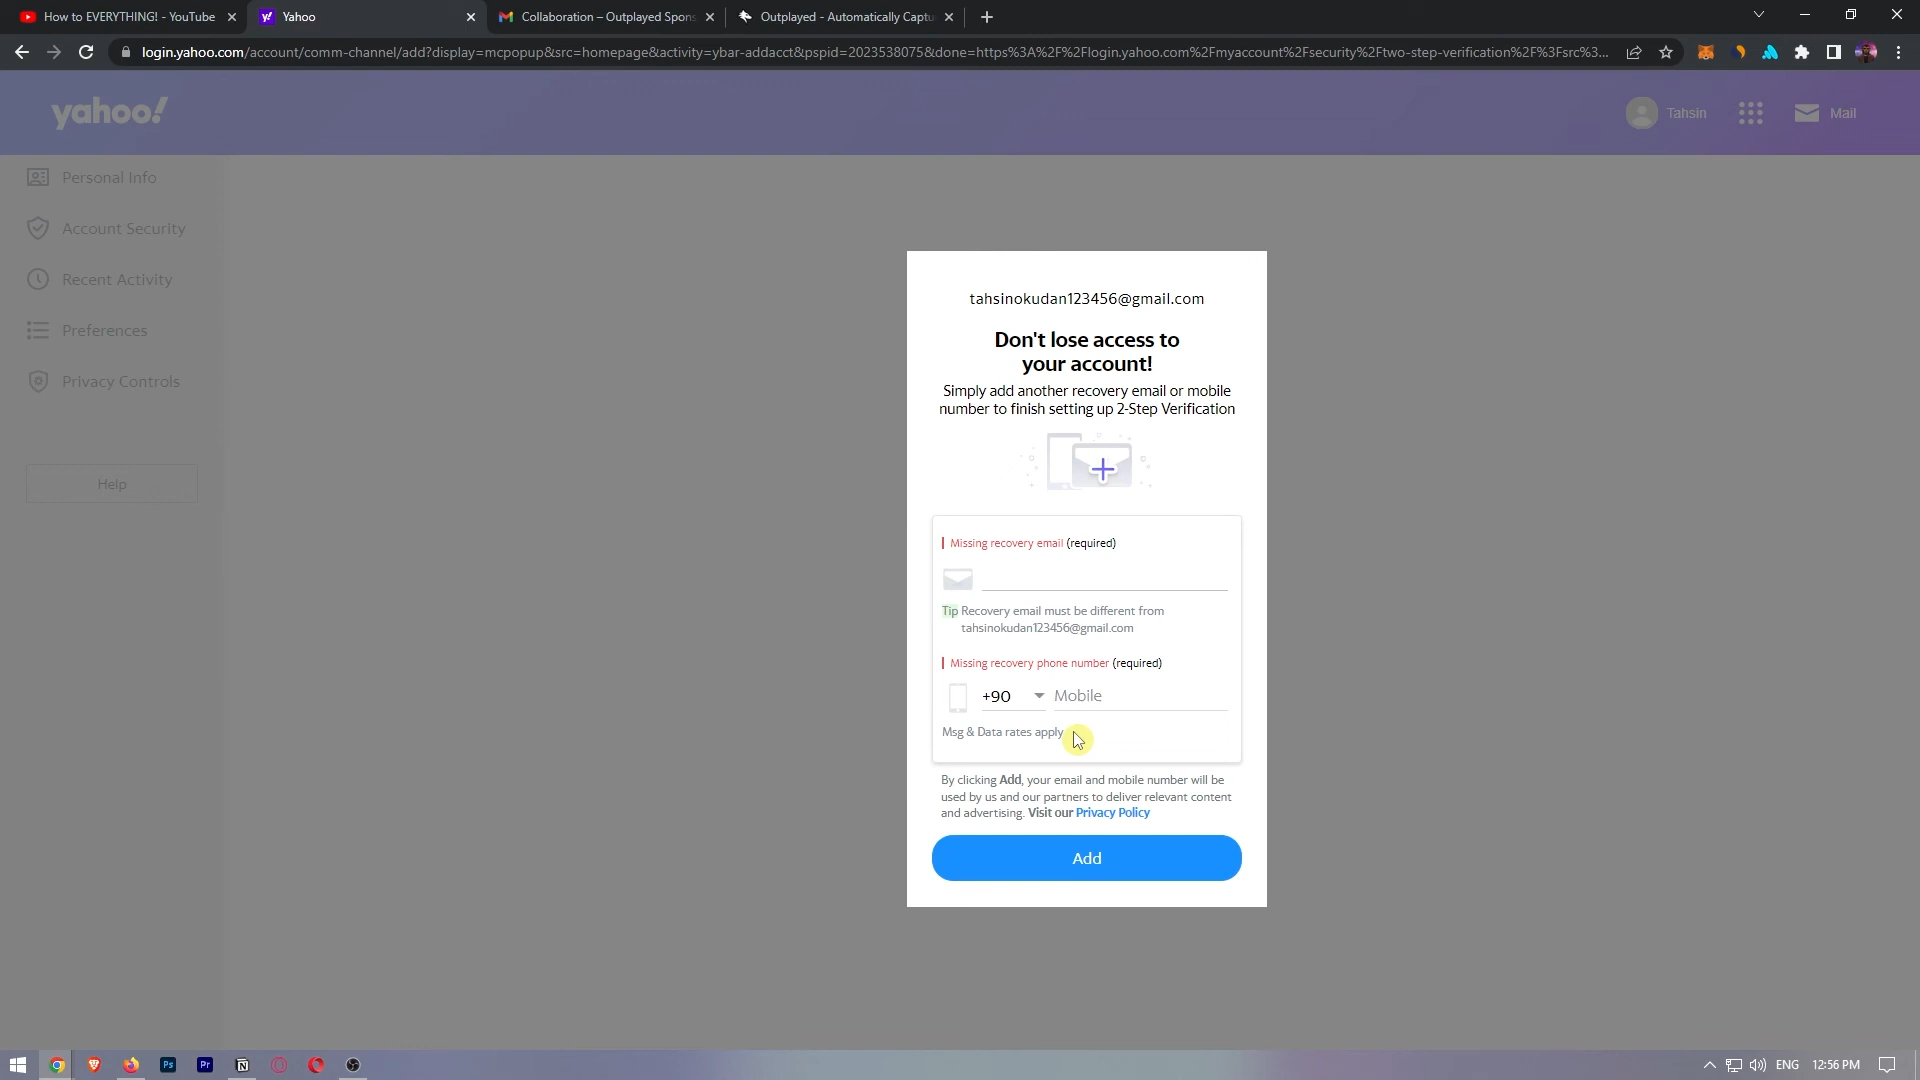 How to EVERYTHING! - YouTube
Yahoo
Collaboration – Outplayed Spons
Outplayed - Automatically Captu
login.yahoo.com/account/comm-channel/add?display=mcpopup&src=homepage&activity=ybar-addacct&pspid=2023538075&done=https%3A%2F%2Flogin.yahoo.com%2Fmyaccount%2Fsecurity%2Ftwo-step-verification%2F%3Fsrc%3...
yahoo!
Tahsin
Mail
Personal Info
Account Security
Recent Activity
Preferences
Privacy Controls
Help
tahsinokudan123456@gmail.com
Don't lose access to
your account!
Simply add another recovery email or mobile
number to finish setting up 2-Step Verification
Missing recovery email (required)
Tip Recovery email must be different from
tahsinokudan123456@gmail.com
Missing recovery phone number (required)
+90 Mobile
Msg & Data rates apply
By clicking Add, your email and mobile number will be
used by us and our partners to deliver relevant content
and advertising. Visit our Privacy Policy
Add
Ps
Pr
N
ENG
12:56 PM